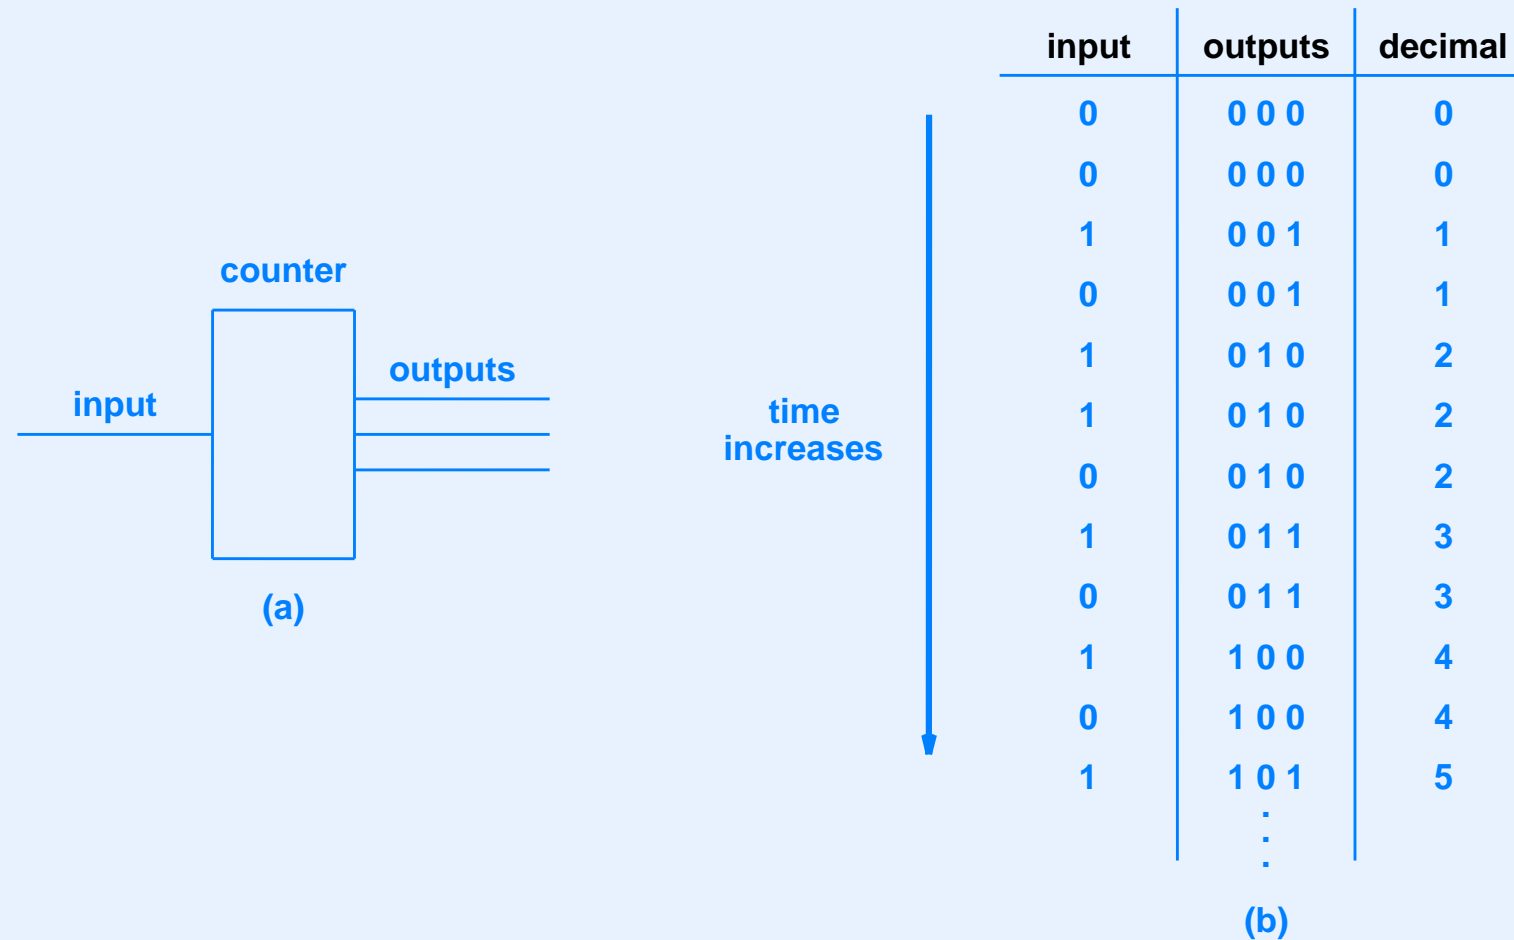 counter
input
outputs
(a)
time
increases
input outputs decimal
0 0 0 0 0
0 0 0 0 0
1 0 0 1 1
0 0 0 1 1
1 0 1 0 2
1 0 1 0 2
0 0 1 0 2
1 0 1 1 3
0 0 1 1 3
1 1 0 0 4
0 1 0 0 4
1 1 0 1 5
.
.
.
(b)